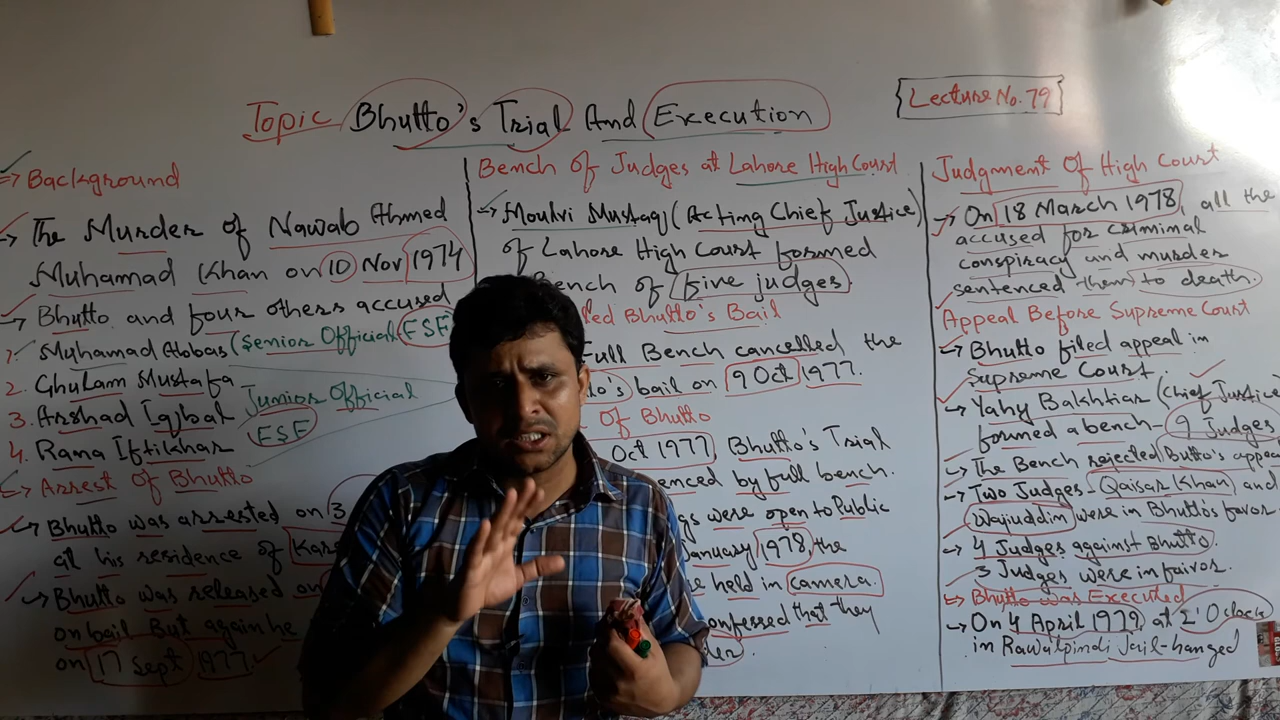 Topic Bhutto's Trial And Execution
Lecture No. 79
=> Background
-> The Murder of Nawab Ahmed
Muhamad Khan on 10 Nov 1974
-> Bhutto and four others accused
1. Muhamad Abbas (Senior Official FSF
2. Ghulam Mustafa
3. Arshad Iqbal
4. Rana Iftikhar
Junior Official
FSF
-> Arrest of Bhutto
-> Bhutto was arrested on 3
at his residence of
-> Bhutto was released on
on bail But again he
on 17 Sept 1977.
Bench Of Judges at Lahore High Court
-> Moulvi Mustaq (Acting Chief Justice)
of Lahore High Court formed
Bench of five judges
Bhutto's Bail
Full Bench cancelled the
bail on 9 Oct 1977.
Of Bhutto
Oct 1977 Bhutto's Trial
by full bench.
were open to Public
January 1978, the
held in camera.
confessed that they
Judgment Of High Court
-> On 18 March 1978, all the
accused for criminal
conspiracy and murder
sentenced them to death.
Appeal Before Supreme Court
-> Bhutto filed appeal in
Supreme Court.
-> Yahy Bakhtiar (Chief Justice
formed a bench - 9 Judges
-> The Bench rejected Butto's appea
-> Two Judges - Qaisar Khan and
Wajuddin were in Bhutto's favor
-> 4 Judges against Bhutto.
3 Judges were in faivor.
=> Bhutto was Executed
-> On 4 April 1979 at 2'O clock
in Rawalpindi Jail-hanged